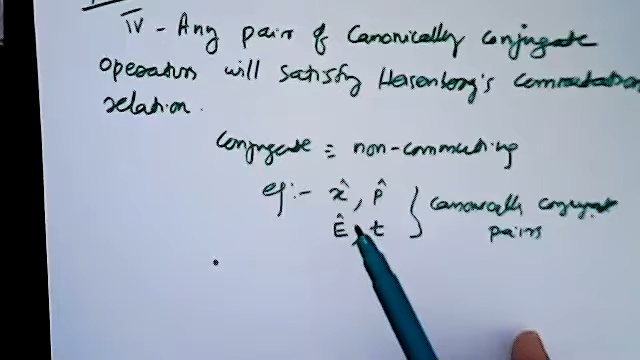 IV - Any pair of Canonically conjugate
operators will satisfy Heisenberg's commutation
relation.
conjugate = non-commuting
eg:- x̂, p̂
Ê, t
} canonically conjugate
pairs